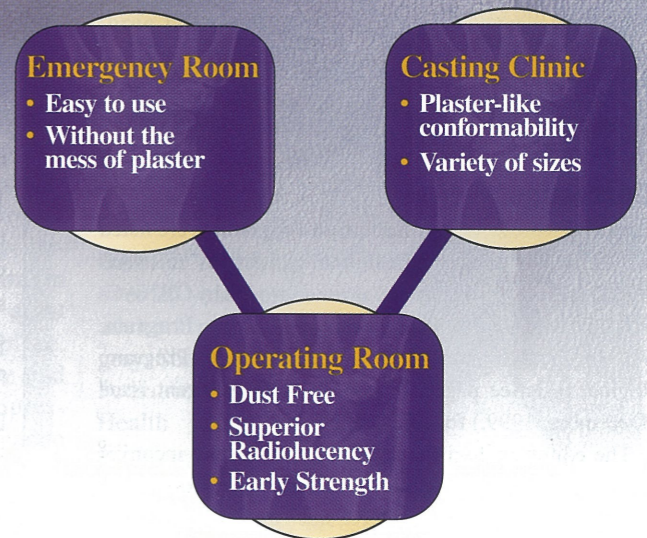 Emergency Room
• Easy to use
• Without the
mess of plaster
Casting Clinic
• Plaster-like
conformability
• Variety of sizes
Operating Room
• Dust Free
• Superior
Radiolucency
• Early Strength